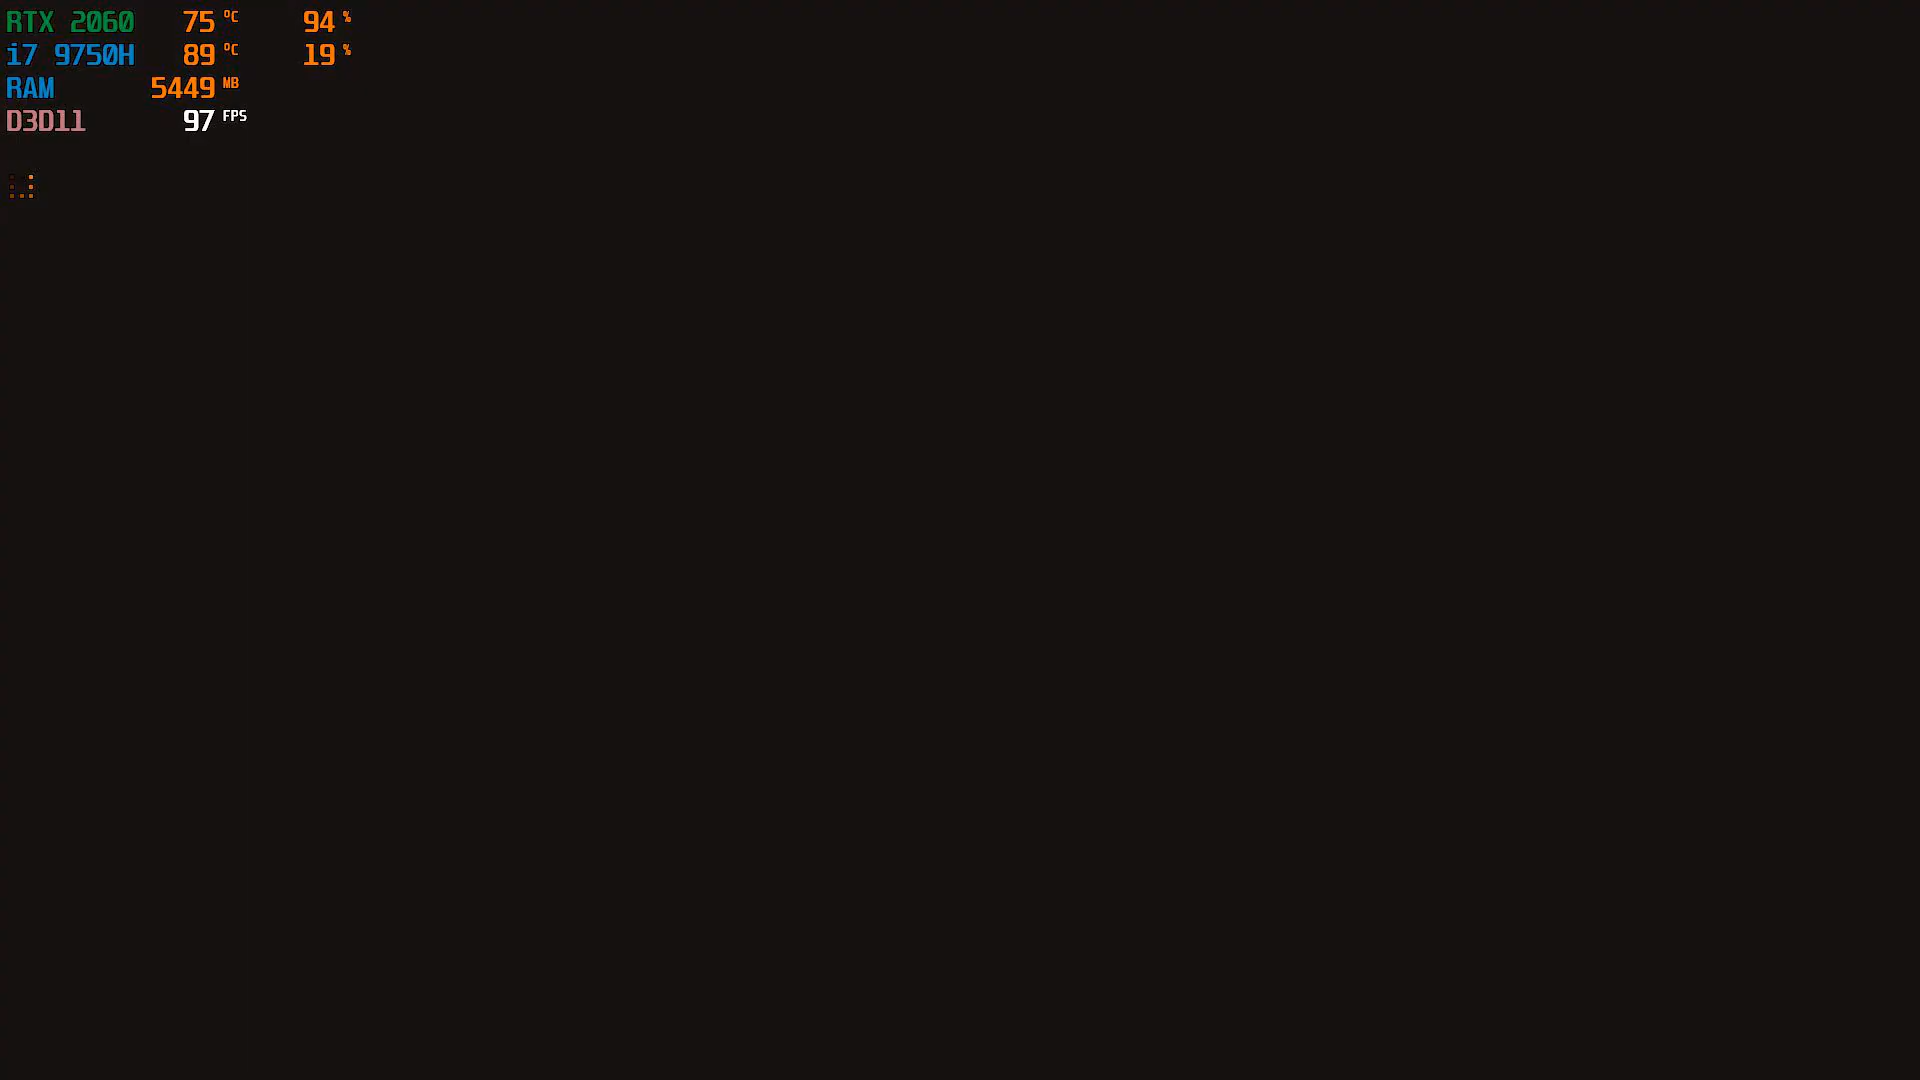 RTX 2060 75 °C 94 %
i7 9750H 89 °C 19 %
RAM 5449 MB
D3D11 97 FPS